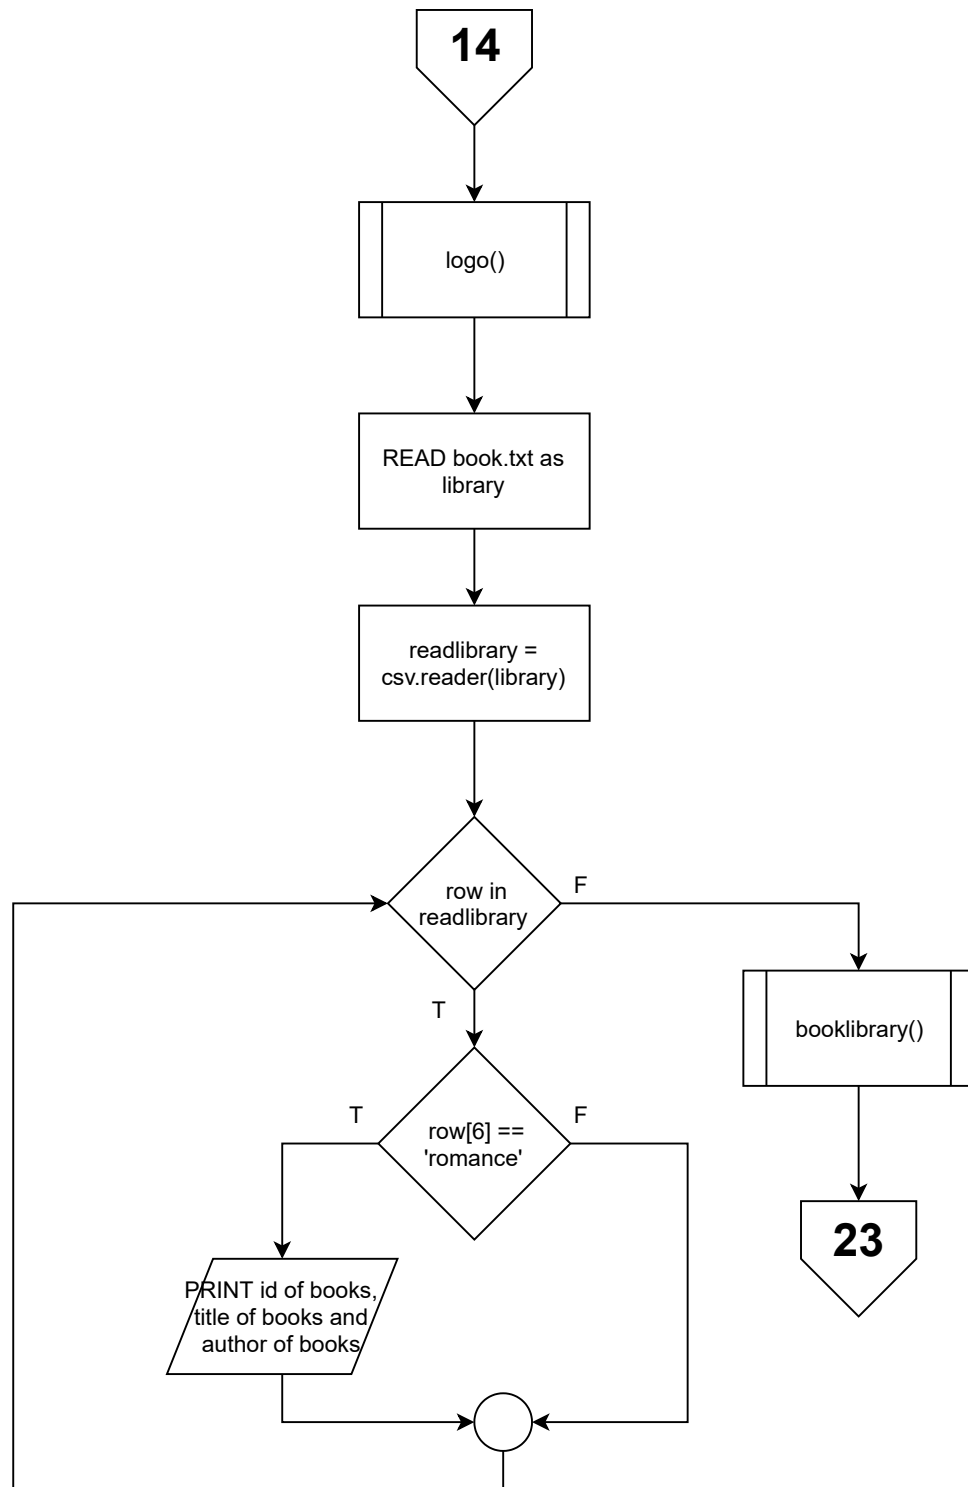 14
logo()
READ book.txt as
library
readlibrary =
csv.reader(library)
row in
readlibrary
F
T
booklibrary()
T
F
row[6] ==
'romance'
23
PRINT id of books,
title of books and
author of books